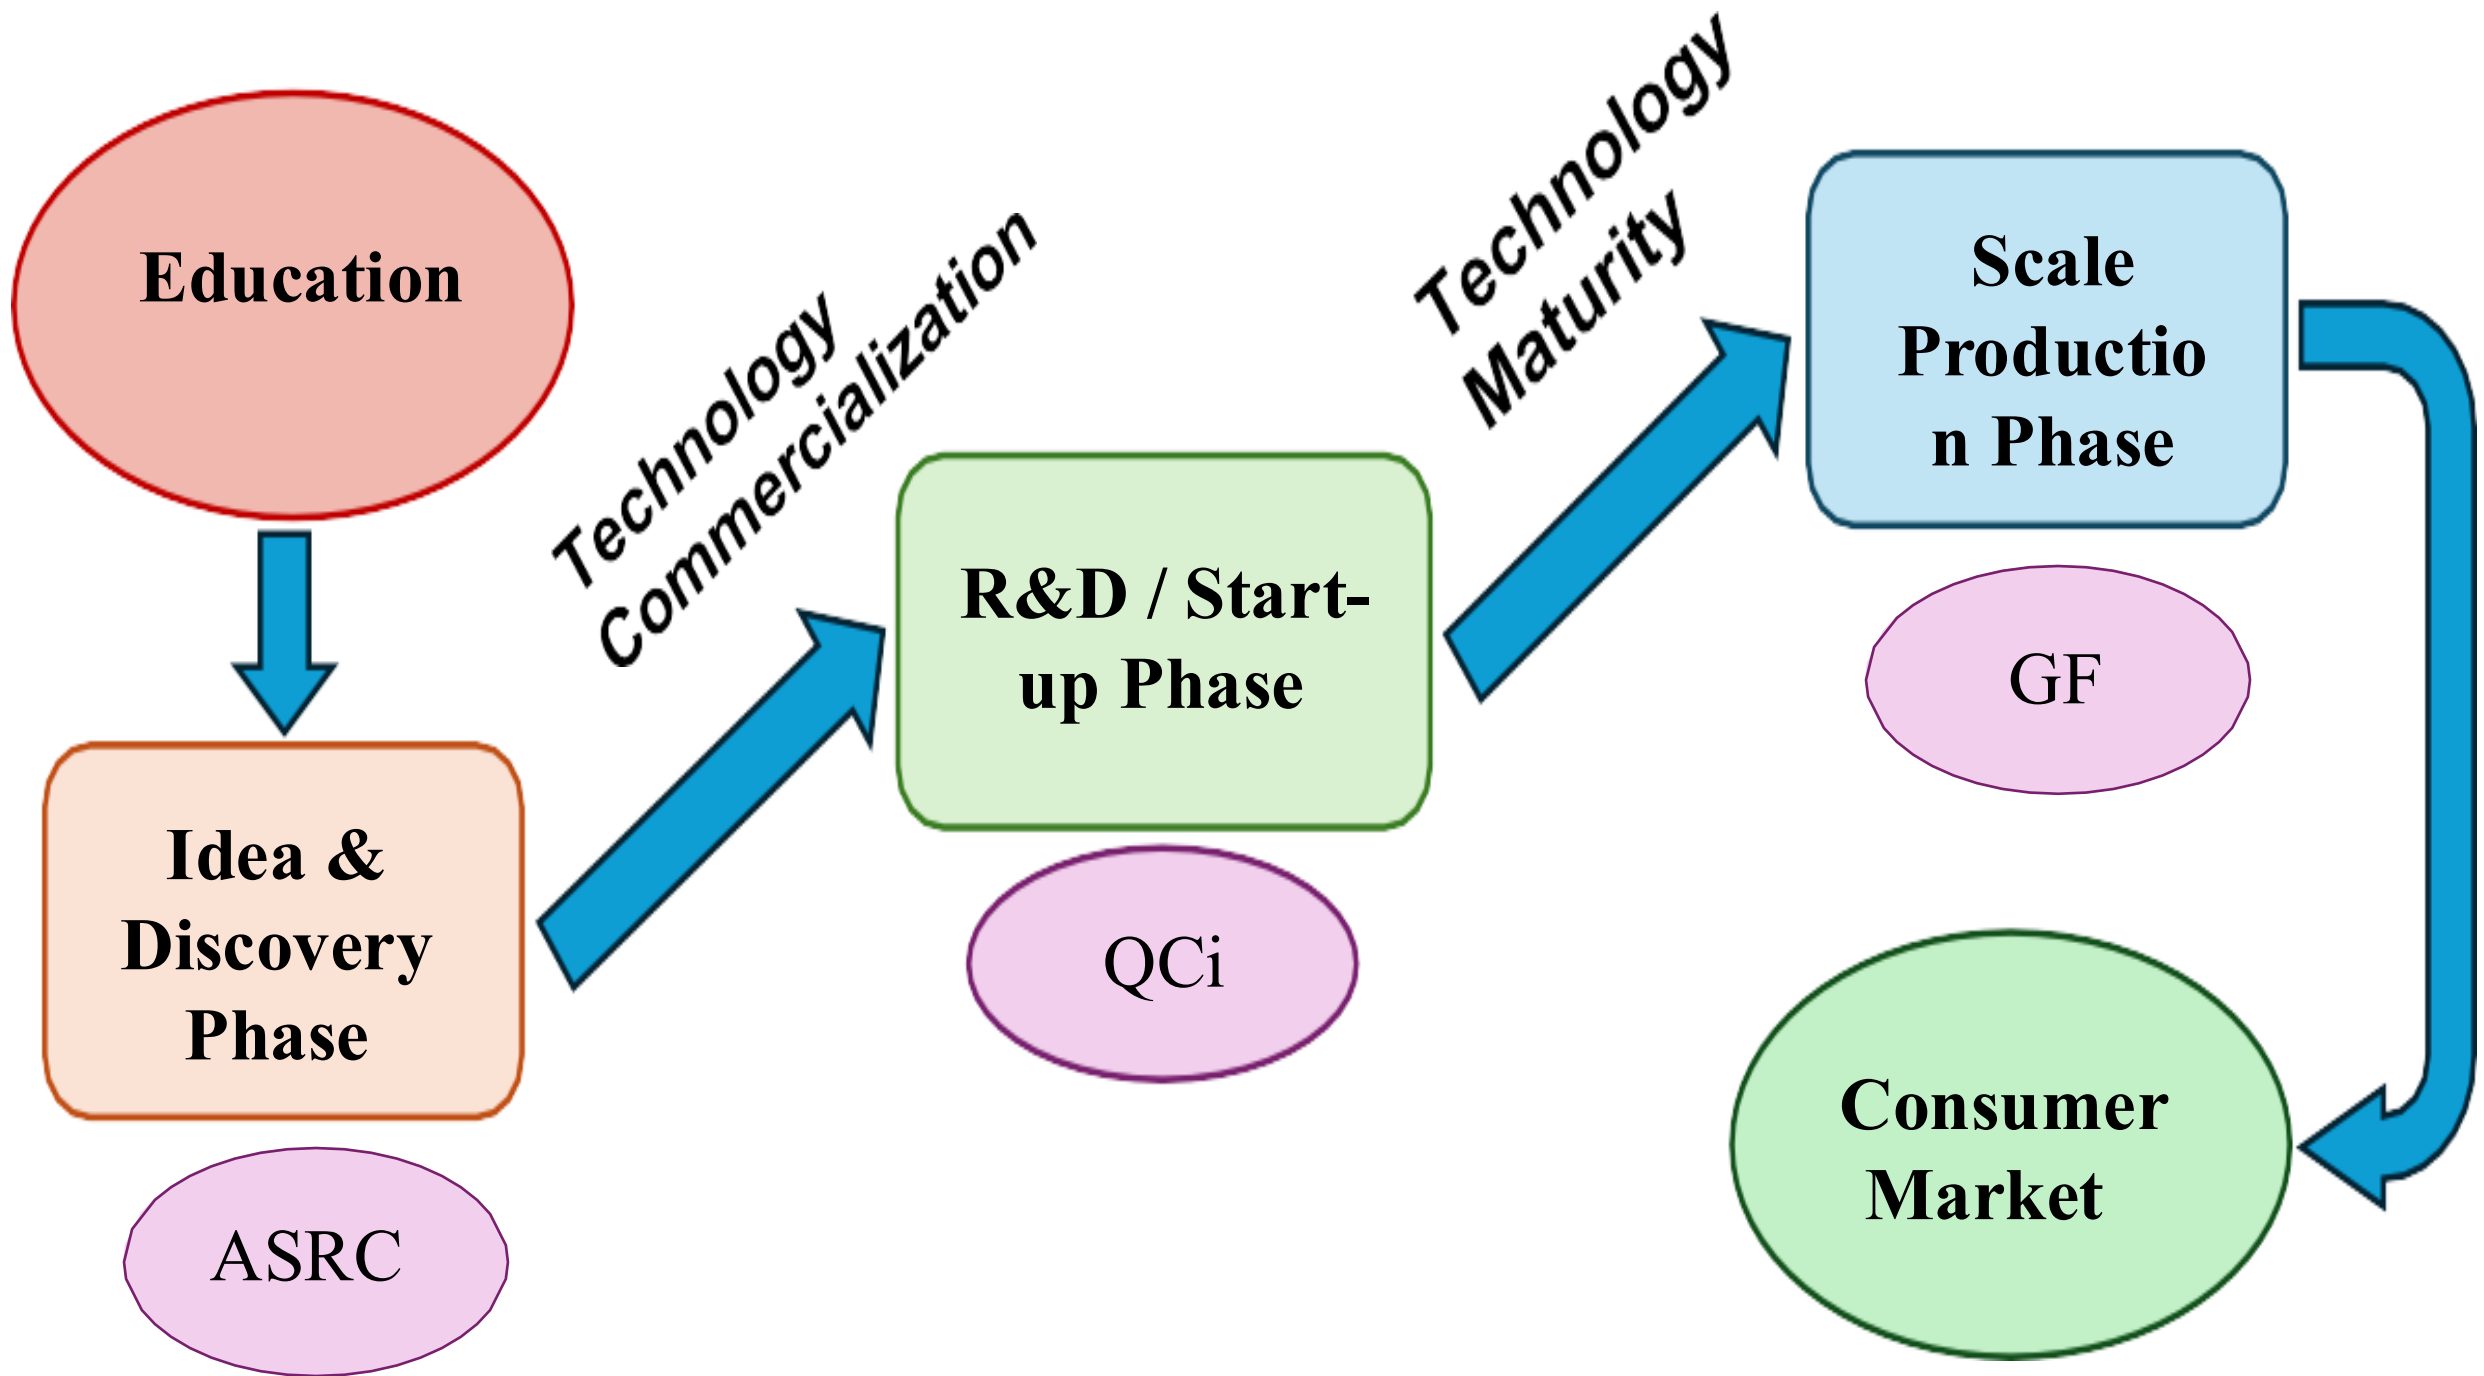 Education
Idea &
Discovery
Phase
ASRC
Technology
Commercialization
R&D / Start-
up Phase
QCi
Technology
Maturity
Scale
Productio
n Phase
GF
Consumer
Market